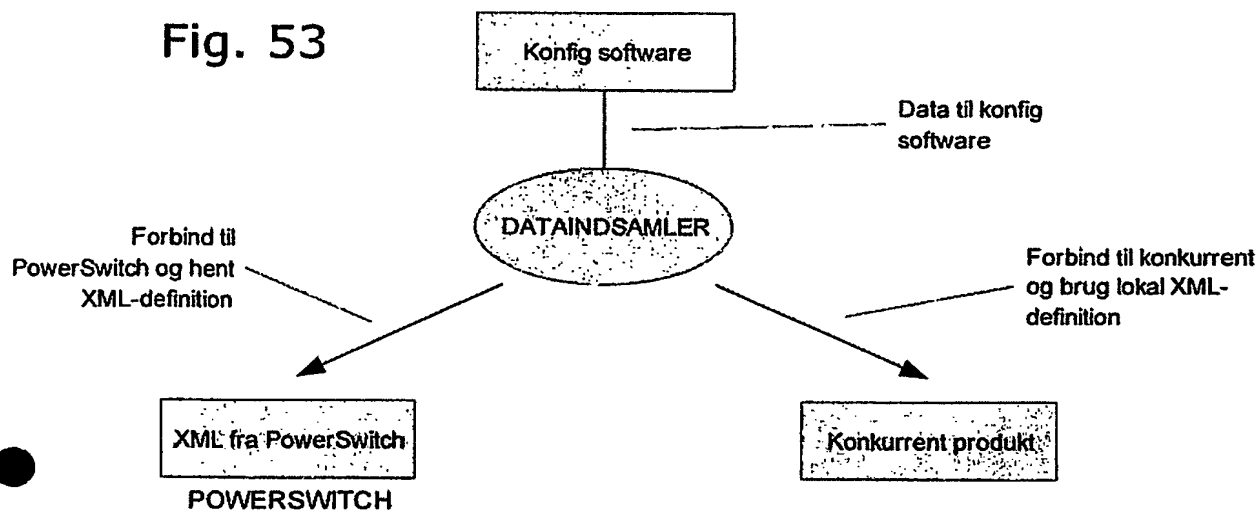 Fig. 53
Konfig software
Data til konfig
software
DATAINDSAMLER
Forbind til
PowerSwitch og hent
XML-definition
Forbind til konkurrent
og brug lokal XML-
definition
XML fra PowerSwitch
Konkurrent produkt
POWERSWITCH